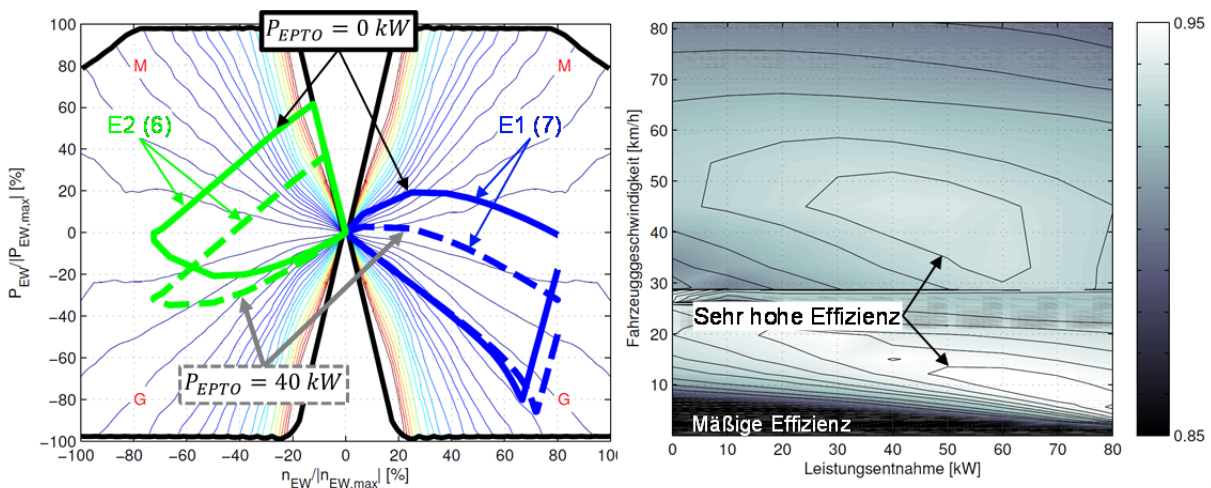 P_EPTO = 0 kW
M
M
E2 (6)
E1 (7)
P_EPTO = 40 kW
G
G
100
80
60
40
20
0
−20
−40
−60
−80
−100
−100 −80 −60 −40 −20 0 20 40 60 80 100
P_EW/|P_EW,max| [%]
n_EW/|n_EW,max| [%]
80
70
60
50
40
30
20
10
0 10 20 30 40 50 60 70 80
Fahrzeugggeschwindigkeit [km/h]
Leistungsentnahme [kW]
Sehr hohe Effizienz
Mäßige Effizienz
0.95
0.85